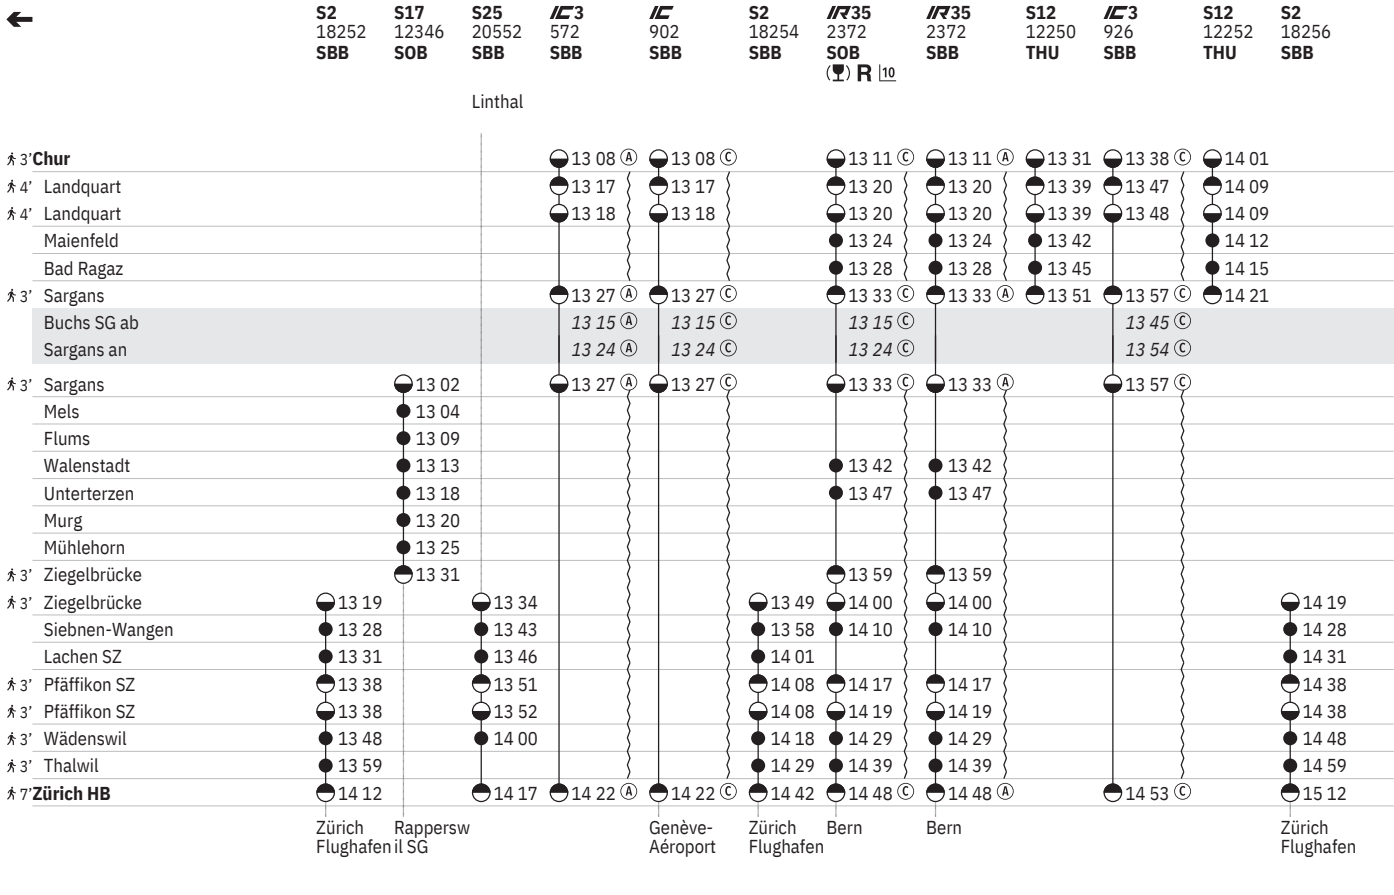 S2 S17 S25 IC3 IC S2 IR35 IR35 S12 IC3 S12 S2
18252 12346 20552 572 902 18254 2372 2372 12250 926 12252 18256
SBB SOB SBB SBB SBB SBB SOB SBB THU SBB THU SBB
R 10
Linthal
3' Chur 13 08 A 13 08 C 13 11 C 13 11 A 13 31 13 38 C 14 01
4' Landquart 13 17 13 17 13 20 13 20 13 39 13 47 14 09
4' Landquart 13 18 13 18 13 20 13 20 13 39 13 48 14 09
Maienfeld 13 24 13 24 13 42 14 12
Bad Ragaz 13 28 13 28 13 45 14 15
3' Sargans 13 27 A 13 27 C 13 33 C 13 33 A 13 51 13 57 C 14 21
Buchs SG ab 13 15 A 13 15 C 13 15 C 13 45 C
Sargans an 13 24 A 13 24 C 13 24 C 13 54 C
3' Sargans 13 02 13 27 A 13 27 C 13 33 C 13 33 A 13 57 C
Mels 13 04
Flums 13 09
Walenstadt 13 13 13 42 13 42
Unterterzen 13 18 13 47 13 47
Murg 13 20
Mühlehorn 13 25
3' Ziegelbrücke 13 31 13 59 13 59
3' Ziegelbrücke 13 19 13 34 13 49 14 00 14 00 14 19
Siebnen-Wangen 13 28 13 43 13 58 14 10 14 10 14 28
Lachen SZ 13 31 13 46 14 01 14 31
3' Pfäffikon SZ 13 38 13 51 14 08 14 17 14 17 14 38
3' Pfäffikon SZ 13 38 13 52 14 08 14 19 14 19 14 38
3' Wädenswil 13 48 14 00 14 18 14 29 14 29 14 48
3' Thalwil 13 59 14 29 14 39 14 39 14 59
7' Zürich HB 14 12 14 17 14 22 A 14 22 C 14 42 14 48 C 14 48 A 14 53 C 15 12
Zürich Rappersw Genève- Zürich Bern Bern Zürich
Flughafen il SG Aéroport Flughafen Flughafen